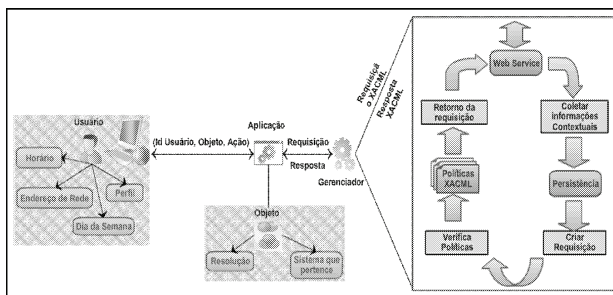 Usuário
Horário
Endereço de Rede
Perfil
Dia da Semana
(Id Usuário, Objeto, Ação)
Aplicação
Requisição
Resposta
Gerenciador
Objeto
Resolução
Sistema que
pertence
Requisiçã
o XACML
Resposta
XACML
Web Service
Coletar
Informações
Contextuais
Persistência
Criar
Requisição
Verifica
Políticas
Políticas
XACML
Retorno da
requisição